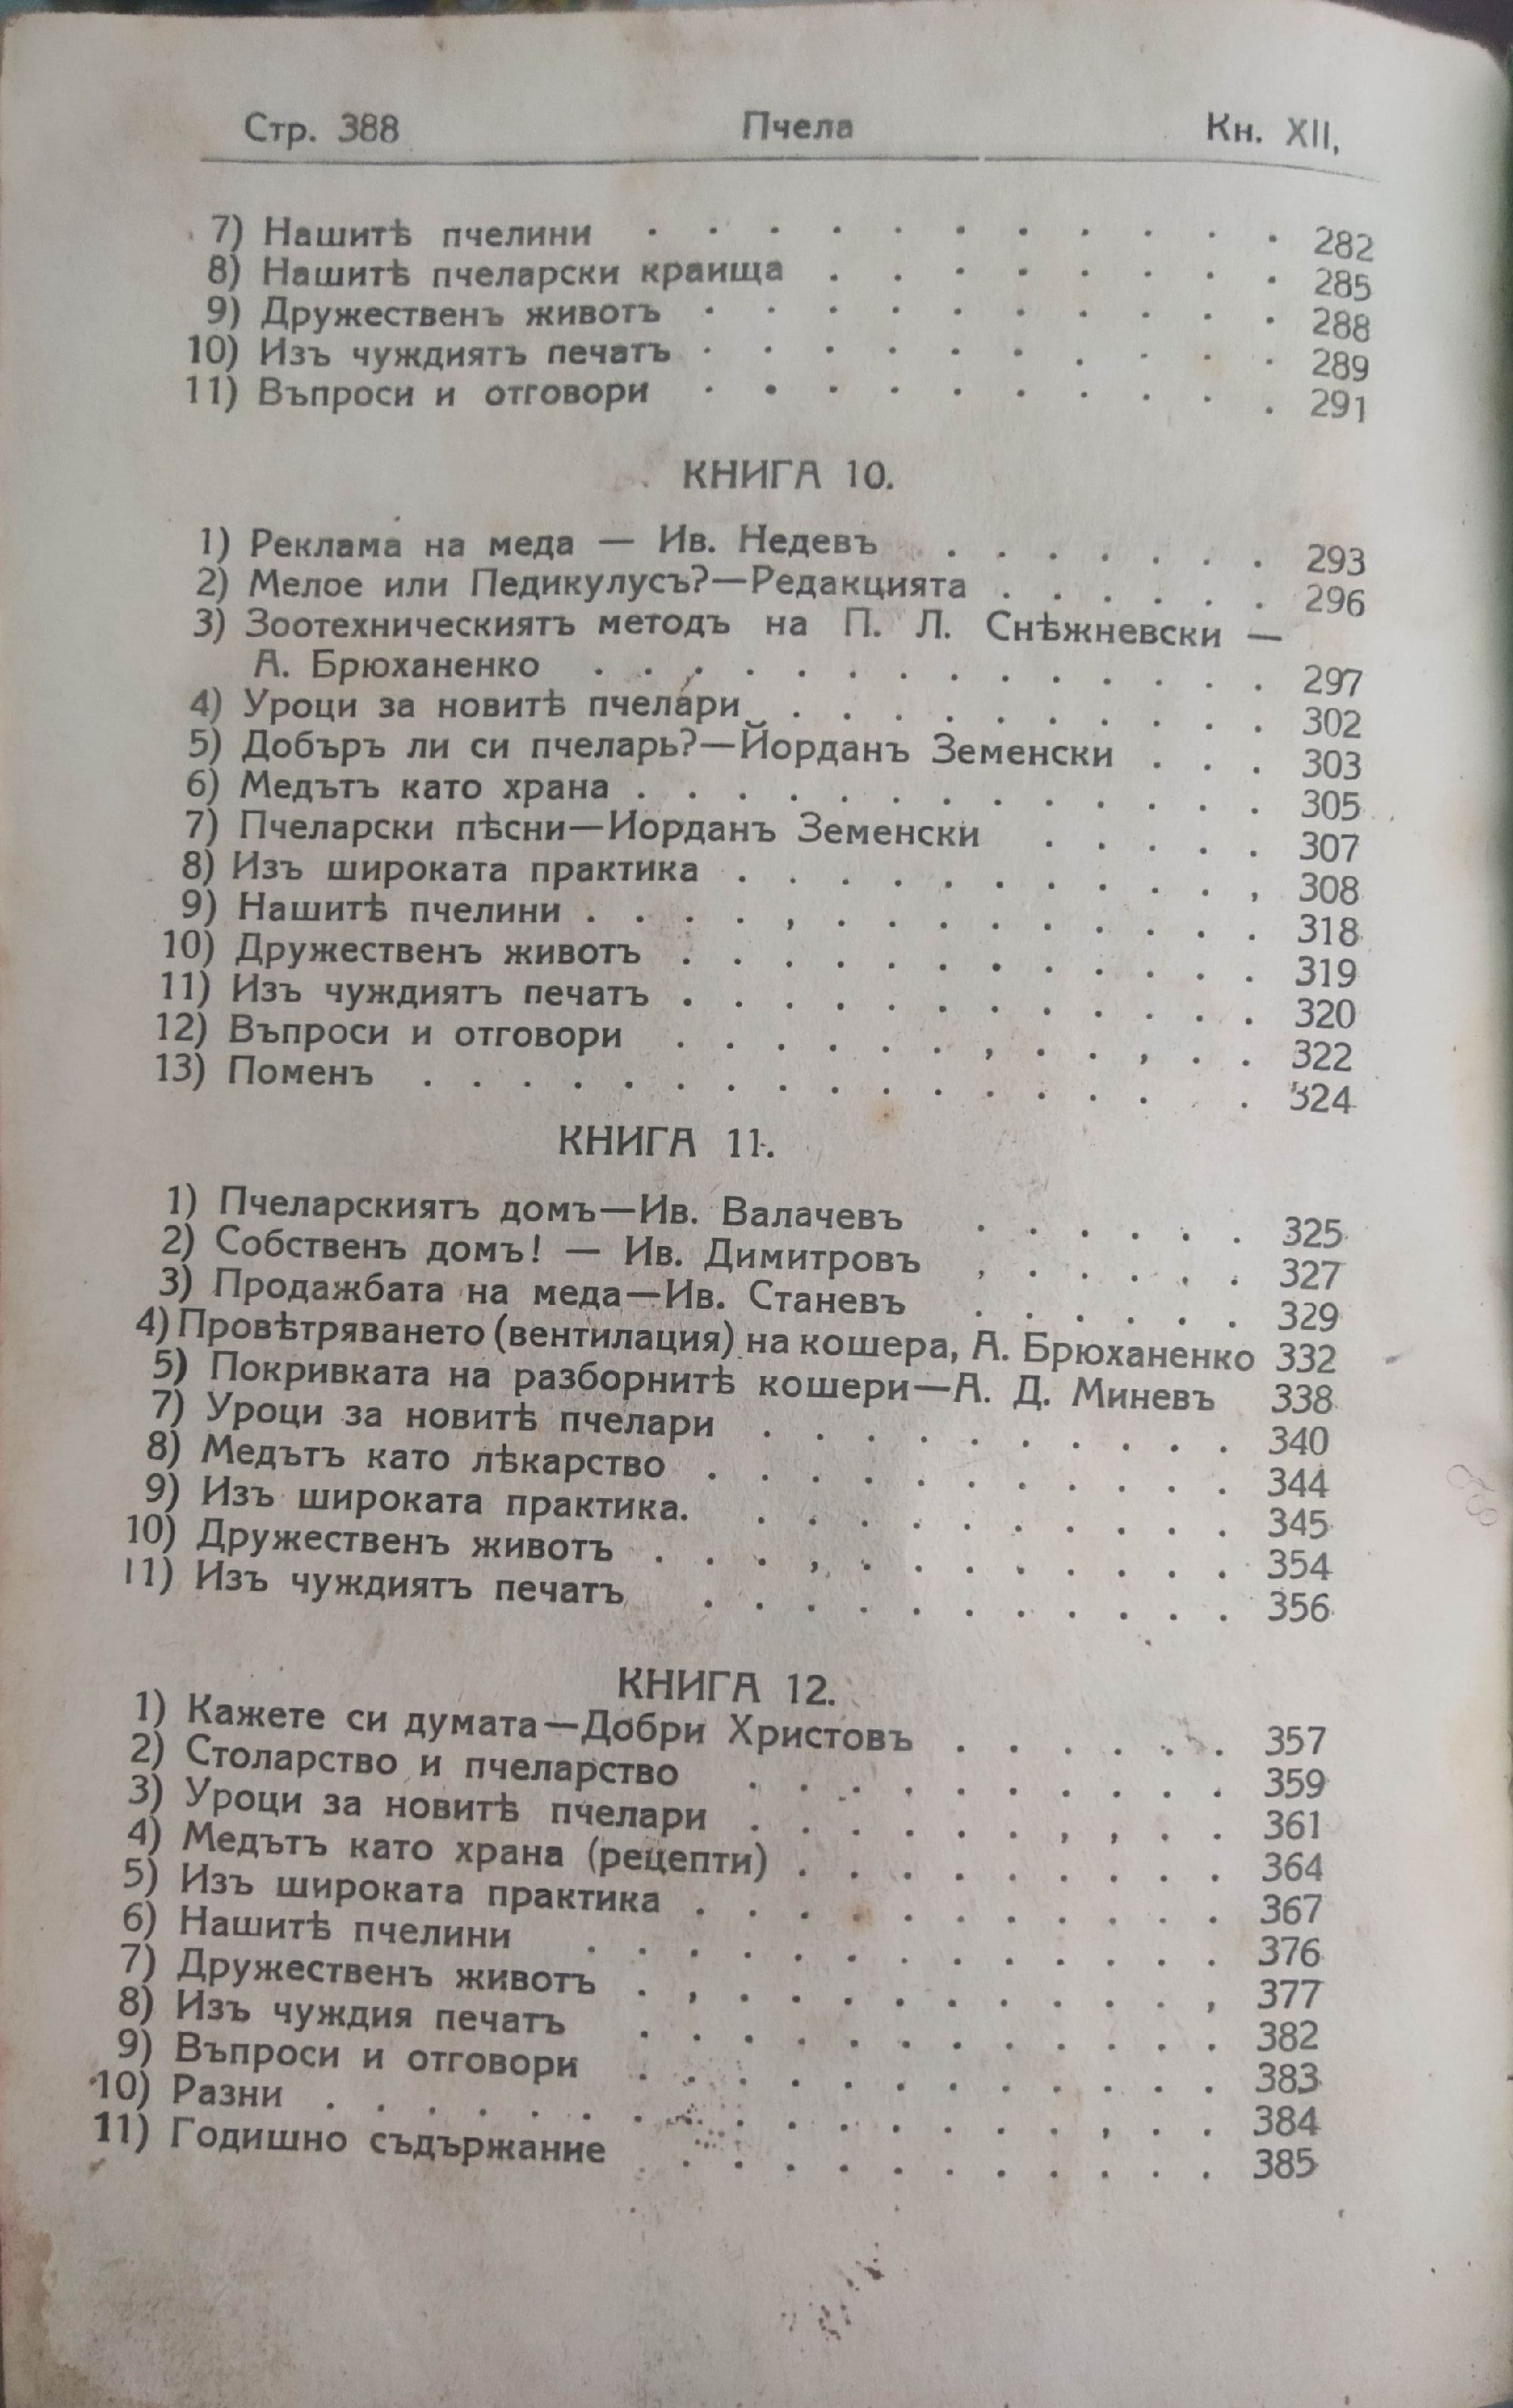 Стр. 388 Пчела Кн. XII,
7) Нашитѣ пчелини . . . . . . . . . . . 282
8) Нашитѣ пчеларски краища . . . . . . . . 285
9) Дружественъ животъ . . . . . . . . . . 288
10) Изъ чуждиятъ печатъ . . . . . . . . . . 289
11) Въпроси и отговори . . . . . . . . . . 291
КНИГА 10.
1) Реклама на меда — Ив. Недевъ . . . . . . . 293
2) Мелое или Педикулусъ?—Редакцията . . . . . . 296
3) Зоотехническиятъ методъ на П. Л. Снѣжневски —
А. Брюханенко . . . . . . . . . . . . . . 297
4) Уроци за новитѣ пчелари . . . . . . . . . . 302
5) Добъръ ли си пчеларь?—Йорданъ Земенски . . . 303
6) Медътъ като храна . . . . . . . . . . . . . 305
7) Пчеларски пѣсни—Иорданъ Земенски . . . . . 307
8) Изъ широката практика . . . . . . . . . . , 308
9) Нашитѣ пчелини . . . . , . . . . . . . . . 318
10) Дружественъ животъ . . . . . . . . . . . . 319
11) Изъ чуждиятъ печатъ . . . . . . . . . . . . 320
12) Въпроси и отговори . . . . . . , . . , . . 322
13) Поменъ . . . . . . . . . . . . . . . . 324
КНИГА 11.
1) Пчеларскиятъ домъ—Ив. Валачевъ . . . . . . 325
2) Собственъ домъ! — Ив. Димитровъ , . . . . . 327
3) Продажбата на меда—Ив. Станевъ . . . . . . 329
4) Провѣтряването (вентилация) на кошера, А. Брюханенко 332
5) Покривката на разборнитѣ кошери—А. Д. Миневъ 338
7) Уроци за новитѣ пчелари . . . . . . . . . . 340
8) Медътъ като лѣкарство . . . . . . . . . . . 344
9) Изъ широката практика. . . . . . . . . . . 345
10) Дружественъ животъ . . . , . . . . . . . . 354
11) Изъ чуждиятъ печатъ . . . . . . . . . . . 356
КНИГА 12.
1) Кажете си думата—Добри Христовъ . . . . . . 357
2) Столарство и пчеларство . . . . . . . . . . 359
3) Уроци за новитѣ пчелари . . . . . . , , . . 361
4) Медътъ като храна (рецепти) . . . . . . . . . 364
5) Изъ широката практика . . . . . . . . . . . 367
6) Нашитѣ пчелини . . . . . . . . . . . . . 376
7) Дружественъ животъ . , . . . . . . . . . , 377
8) Изъ чуждия печатъ . . . . . . . . . . . . 382
9) Въпроси и отговори . . . . . . . . . . . . 383
10) Разни . . . . . . . . . . . . . . . , . . 384
11) Годишно съдържание . . . . . . . . . . . . 385